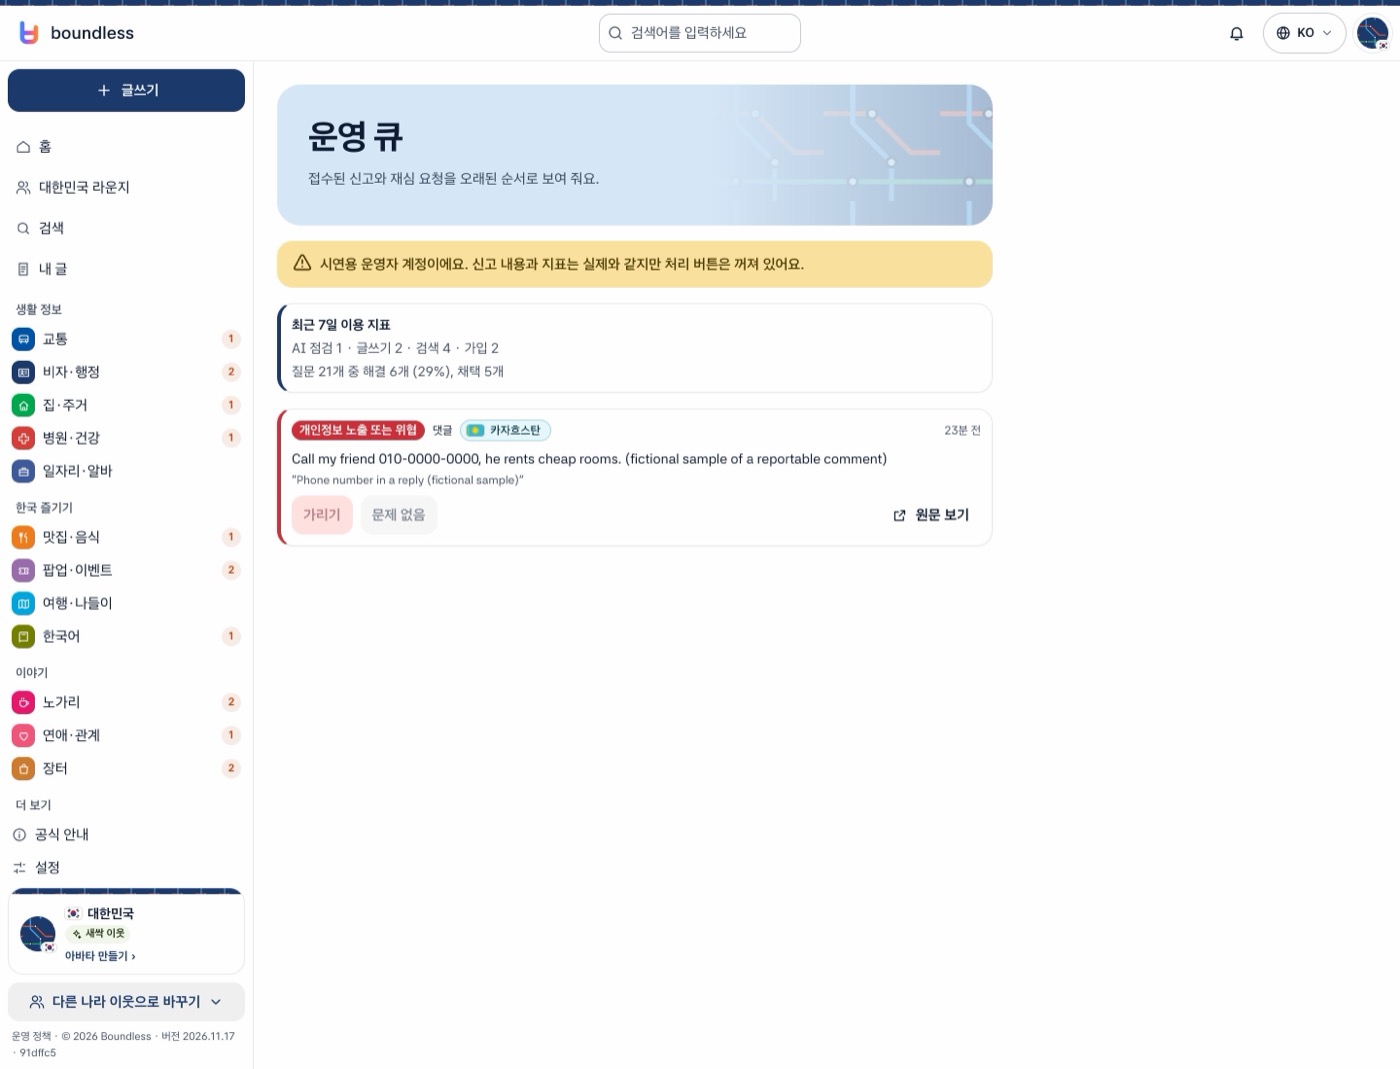 boundless
검색어를 입력하세요
KO
글쓰기
홈
대한민국 라운지
검색
내 글
생활 정보
교통 1
비자·행정 2
집·주거 1
병원·건강 1
일자리·알바
한국 즐기기
맛집·음식 1
팝업·이벤트 2
여행·나들이
한국어 1
이야기
노가리 2
연애·관계 1
장터 2
더 보기
공식 안내
설정
대한민국
새싹 이웃
아바타 만들기 ›
다른 나라 이웃으로 바꾸기
운영 정책 · © 2026 Boundless · 버전 2026.11.17
· 91dffc5
운영 큐
접수된 신고와 재심 요청을 오래된 순서로 보여 줘요.
시연용 운영자 계정이에요. 신고 내용과 지표는 실제와 같지만 처리 버튼은 꺼져 있어요.
최근 7일 이용 지표
AI 점검 1 · 글쓰기 2 · 검색 4 · 가입 2
질문 21개 중 해결 6개 (29%), 채택 5개
개인정보 노출 또는 위협 댓글 카자흐스탄 23분 전
Call my friend 010-0000-0000, he rents cheap rooms. (fictional sample of a reportable comment)
"Phone number in a reply (fictional sample)"
가리기 문제 없음 원문 보기